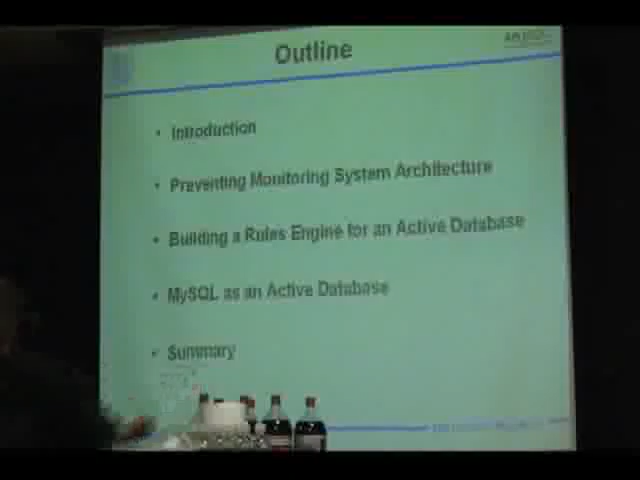 Outline
• Introduction
• Preventing Monitoring System Architecture
• Building a Rules Engine for an Active Database
• MySQL as an Active Database
• Summary